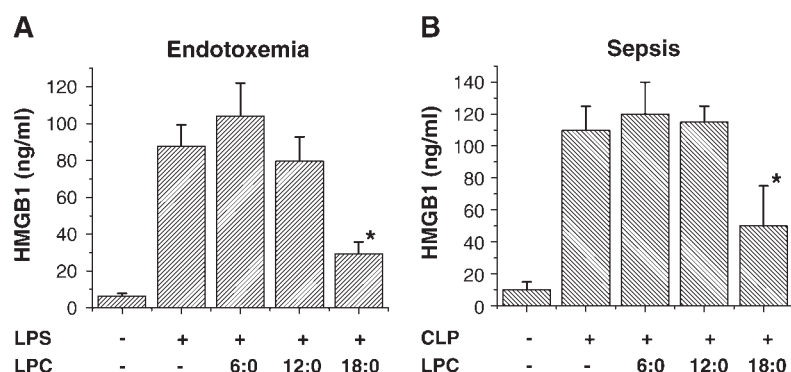 A
Endotoxemia
HMGB1 (ng/ml)
120
100
80
60
40
20
0
*
LPS - + + + +
LPC - - 6:0 12:0 18:0
B
Sepsis
HMGB1 (ng/ml)
140
120
100
80
60
40
20
0
*
CLP - + + + +
LPC - - 6:0 12:0 18:0